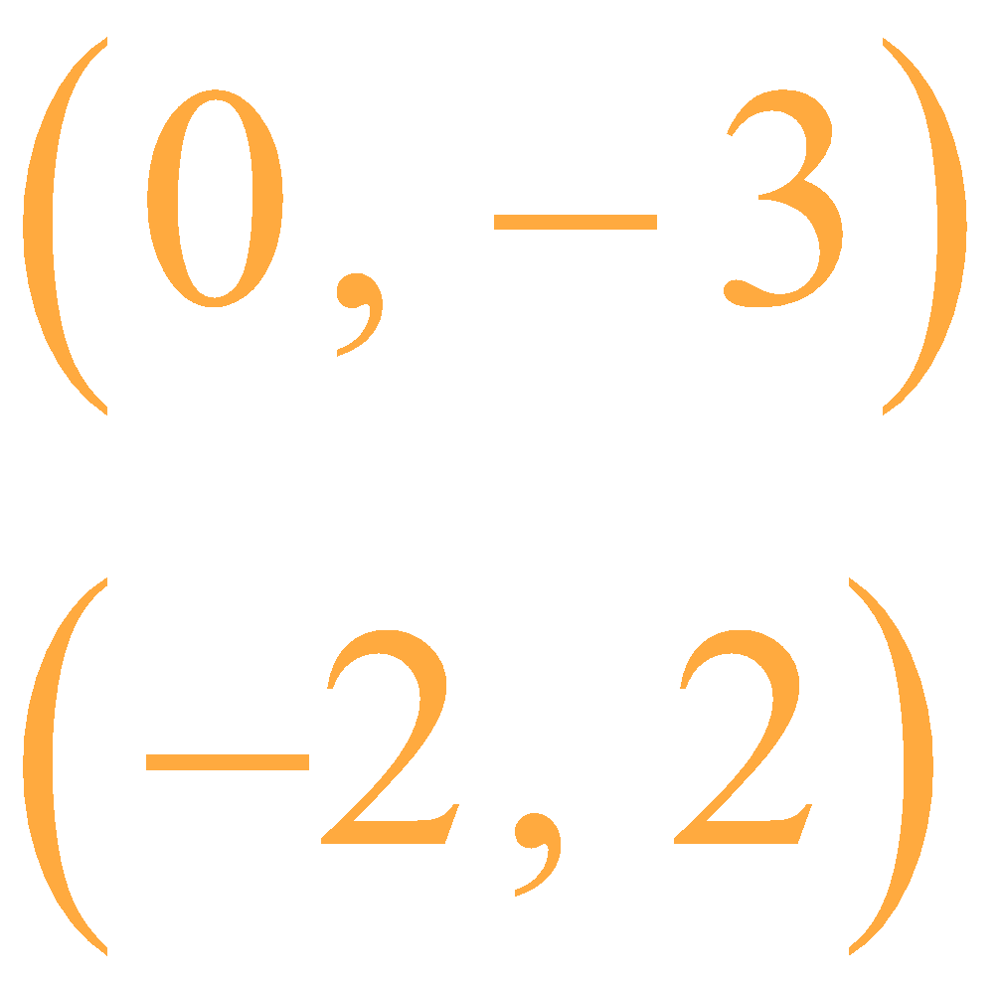 (0, −3)
(−2, 2)